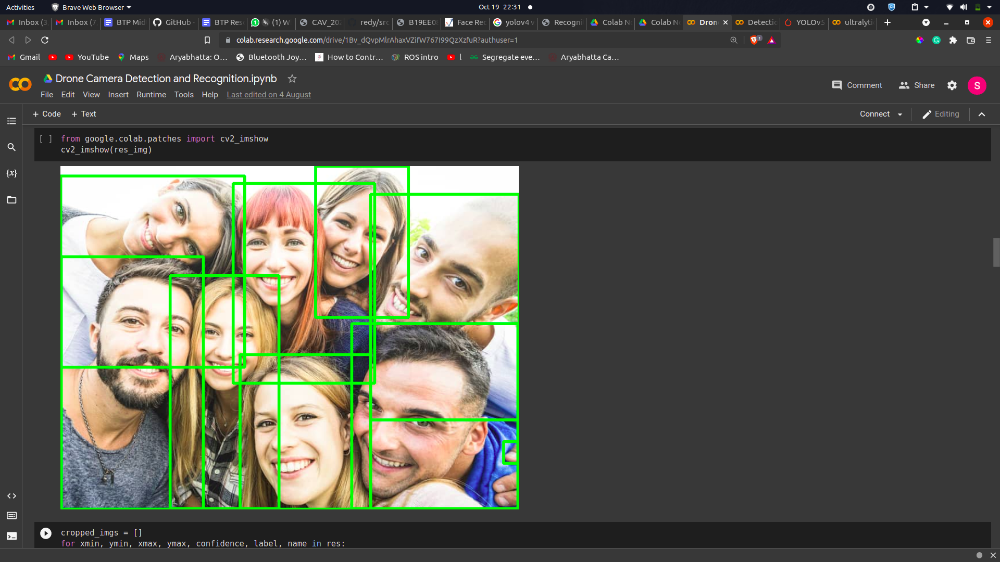 Activities Brave Web Browser Oct 19 22:31
Inbox (3, Inbox (7, BTP Mid GitHub - BTP Res (1) W CAV_202 redy/src B19EE0 Face Rec yolov4 v Recogni Colab No Colab No Drone Detectio YOLOv5 ultralyti
colab.research.google.com/drive/1Bv_dQvpMlrAhaxVZifW767I99QzXzfuR?authuser=1
Gmail YouTube Maps Aryabhatta: O... Bluetooth Joy... How to Contr... ROS intro l Segregate eve... Aryabhatta Ca...
Drone Camera Detection and Recognition.ipynb
Comment Share S
File Edit View Insert Runtime Tools Help Last edited on 4 August
+ Code + Text Connect Editing
[ ] from google.colab.patches import cv2_imshow
cv2_imshow(res_img)
{x}
cropped_imgs = []
for xmin, ymin, xmax, ymax, confidence, label, name in res: